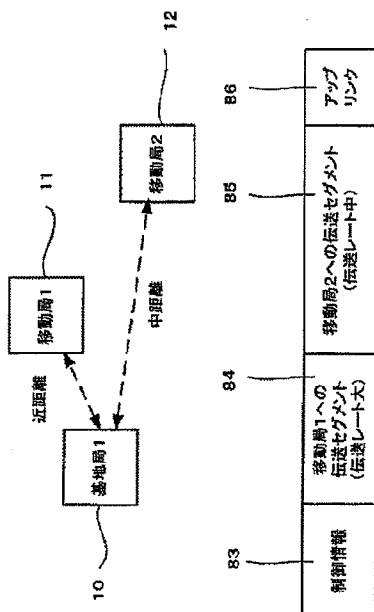 11
移動局1
12
移動局2
近距離
中距離
基地局1
10
83
84
85
86
制御情報
移動局1への
伝送セグメント
(伝送レート大)
移動局2への伝送セグメント
(伝送レート中)
アップ
リンク